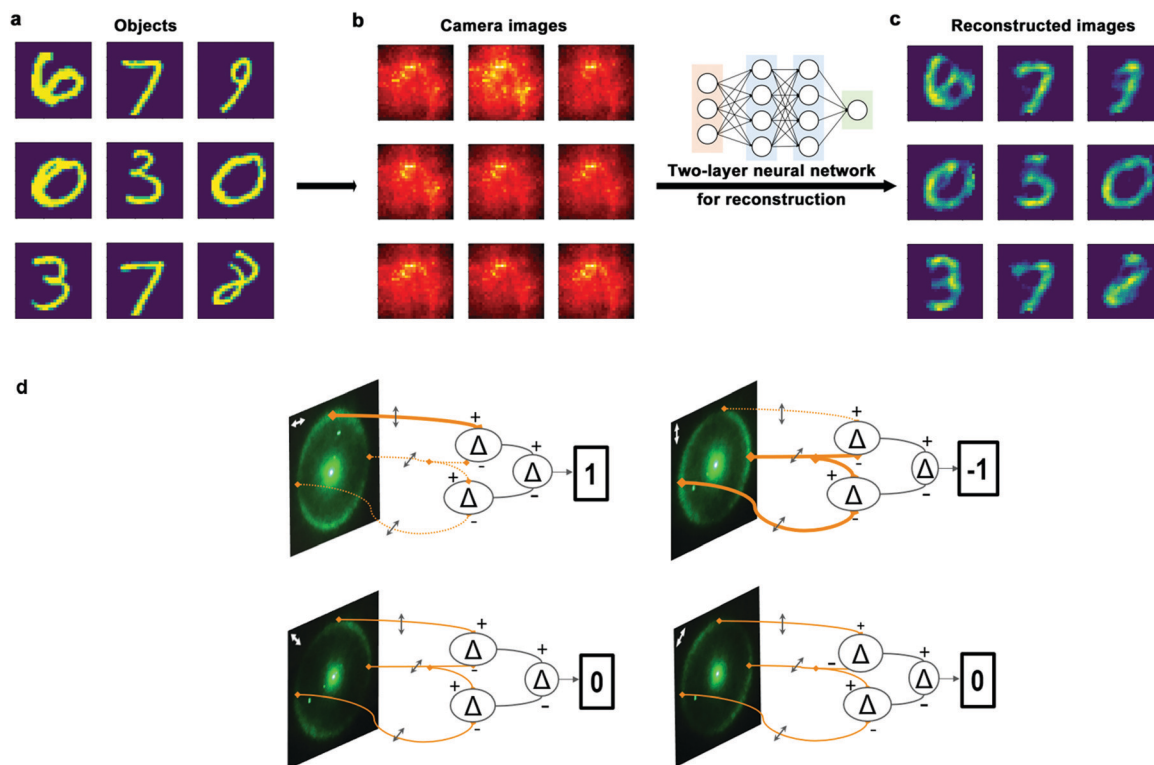 a
Objects
b
Camera images
c
Reconstructed images
Two-layer neural network
for reconstruction
d
+
Δ
-
+
Δ
-
+
Δ
-
1
+
Δ
-
+
Δ
-
+
Δ
-
-1
+
Δ
-
+
Δ
-
+
Δ
-
0
+
Δ
-
+
Δ
-
+
Δ
-
0